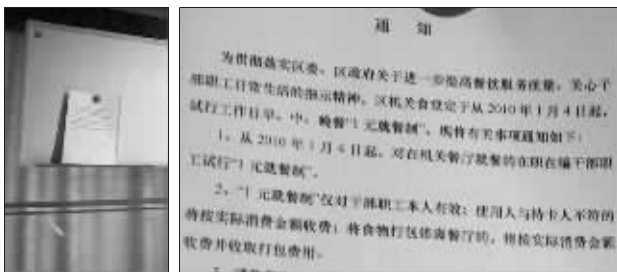 通 知
为贯彻落实区委、区政府关于进一步提高餐饮服务质量，关心干
部职工日常生活的指示精神，区机关食堂定于从2010年1月4日起，
试行工作日早、中、晚餐"1元就餐制"，现将有关事项通知如下：
1、从2010年1月4日起，对在机关餐厅就餐的在职在编干部职
工试行"1元就餐制"。
2、"1元就餐制"仅对干部职工本人有效；使用人与持卡人不符的
将按实际消费金额收费；将食物打包带离餐厅的，则按实际消费金额
收费并收取打包费用。